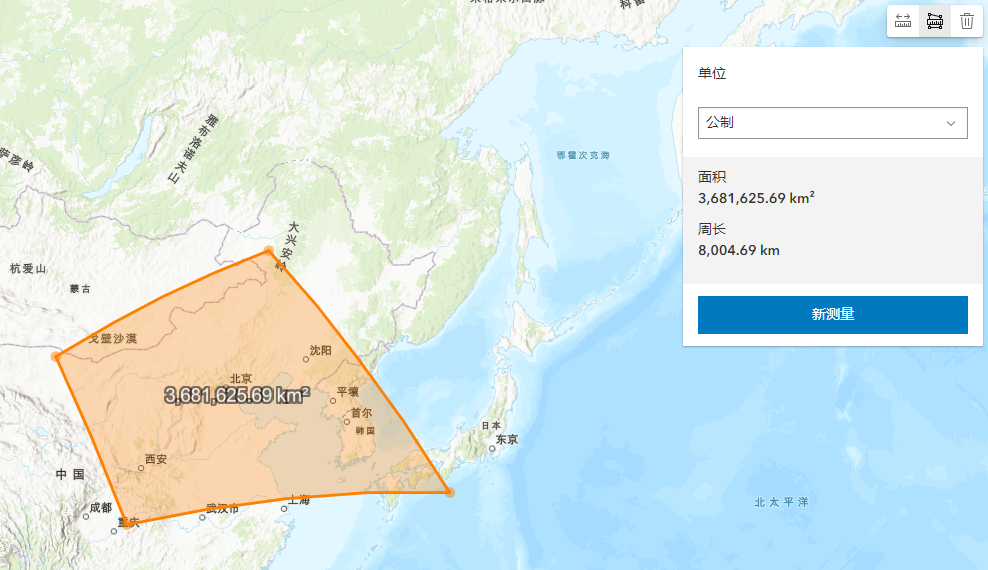 单位
公制
面积
3,681,625.69 km²
周长
8,004.69 km
新测量
鄂霍次克海
雅布洛诺夫山
萨彦岭
大兴安岭
杭爱山
蒙古
戈壁沙漠
沈阳
北京
3,681,625.69 km²
平壤
首尔
韩国
日本
东京
西安
中国
成都
武汉市
上海
重庆
北太平洋